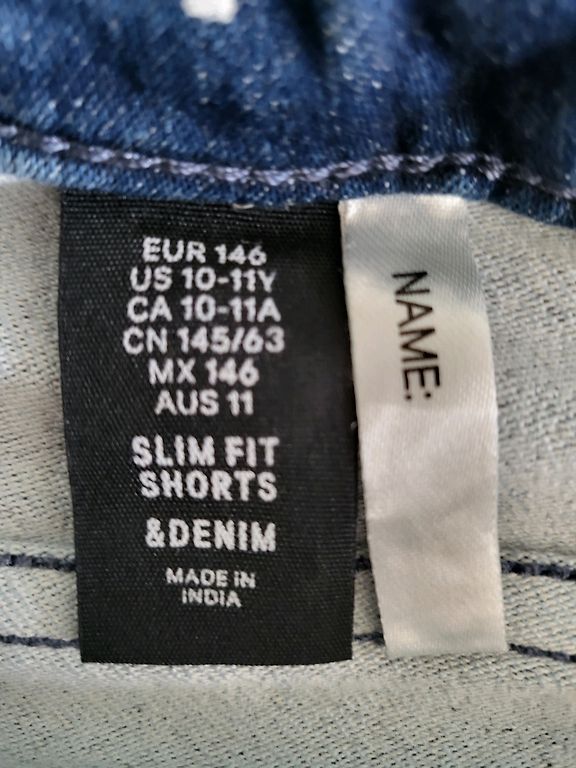 EUR 146
US 10-11Y
CA 10-11A
CN 145/63
MX 146
AUS 11
SLIM FIT
SHORTS
&DENIM
MADE IN
INDIA
NAME: